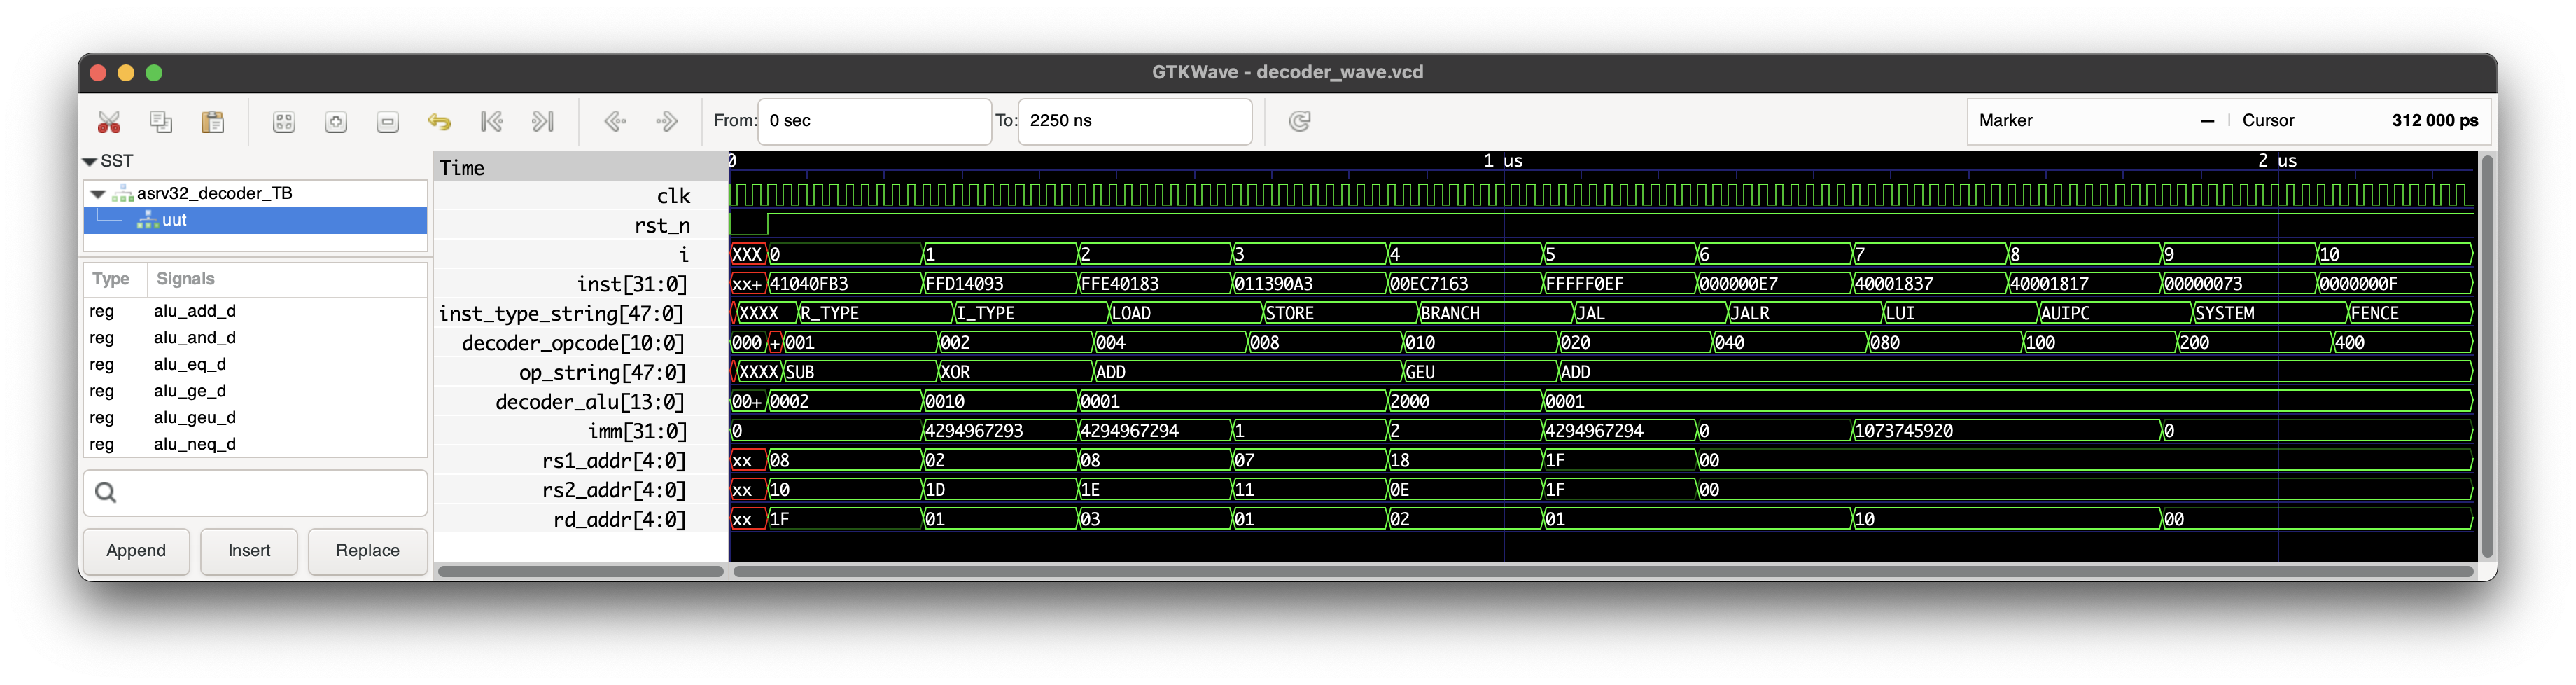 GTKWave - decoder_wave.vcd
From: 0 sec To: 2250 ns Marker — | Cursor 312 000 ps
SST
asrv32_decoder_TB
uut
Type Signals
reg alu_add_d
reg alu_and_d
reg alu_eq_d
reg alu_ge_d
reg alu_geu_d
reg alu_neq_d
Append Insert Replace
Time 0 1 us 2 us
clk
rst_n
i XXX 0 1 2 3 4 5 6 7 8 9 10
inst[31:0] xx+ 41040FB3 FFD14093 FFE40183 011390A3 00EC7163 FFFFF0EF 000000E7 40001837 40001817 00000073 0000000F
inst_type_string[47:0] XXXX R_TYPE I_TYPE LOAD STORE BRANCH JAL JALR LUI AUIPC SYSTEM FENCE
decoder_opcode[10:0] 000 + 001 002 004 008 010 020 040 080 100 200 400
op_string[47:0] XXXX SUB XOR ADD GEU ADD
decoder_alu[13:0] 00+ 0002 0010 0001 2000 0001
imm[31:0] 0 4294967293 4294967294 1 2 4294967294 0 1073745920 0
rs1_addr[4:0] xx 08 02 08 07 18 1F 00
rs2_addr[4:0] xx 10 1D 1E 11 0E 1F 00
rd_addr[4:0] xx 1F 01 03 01 02 01 10 00